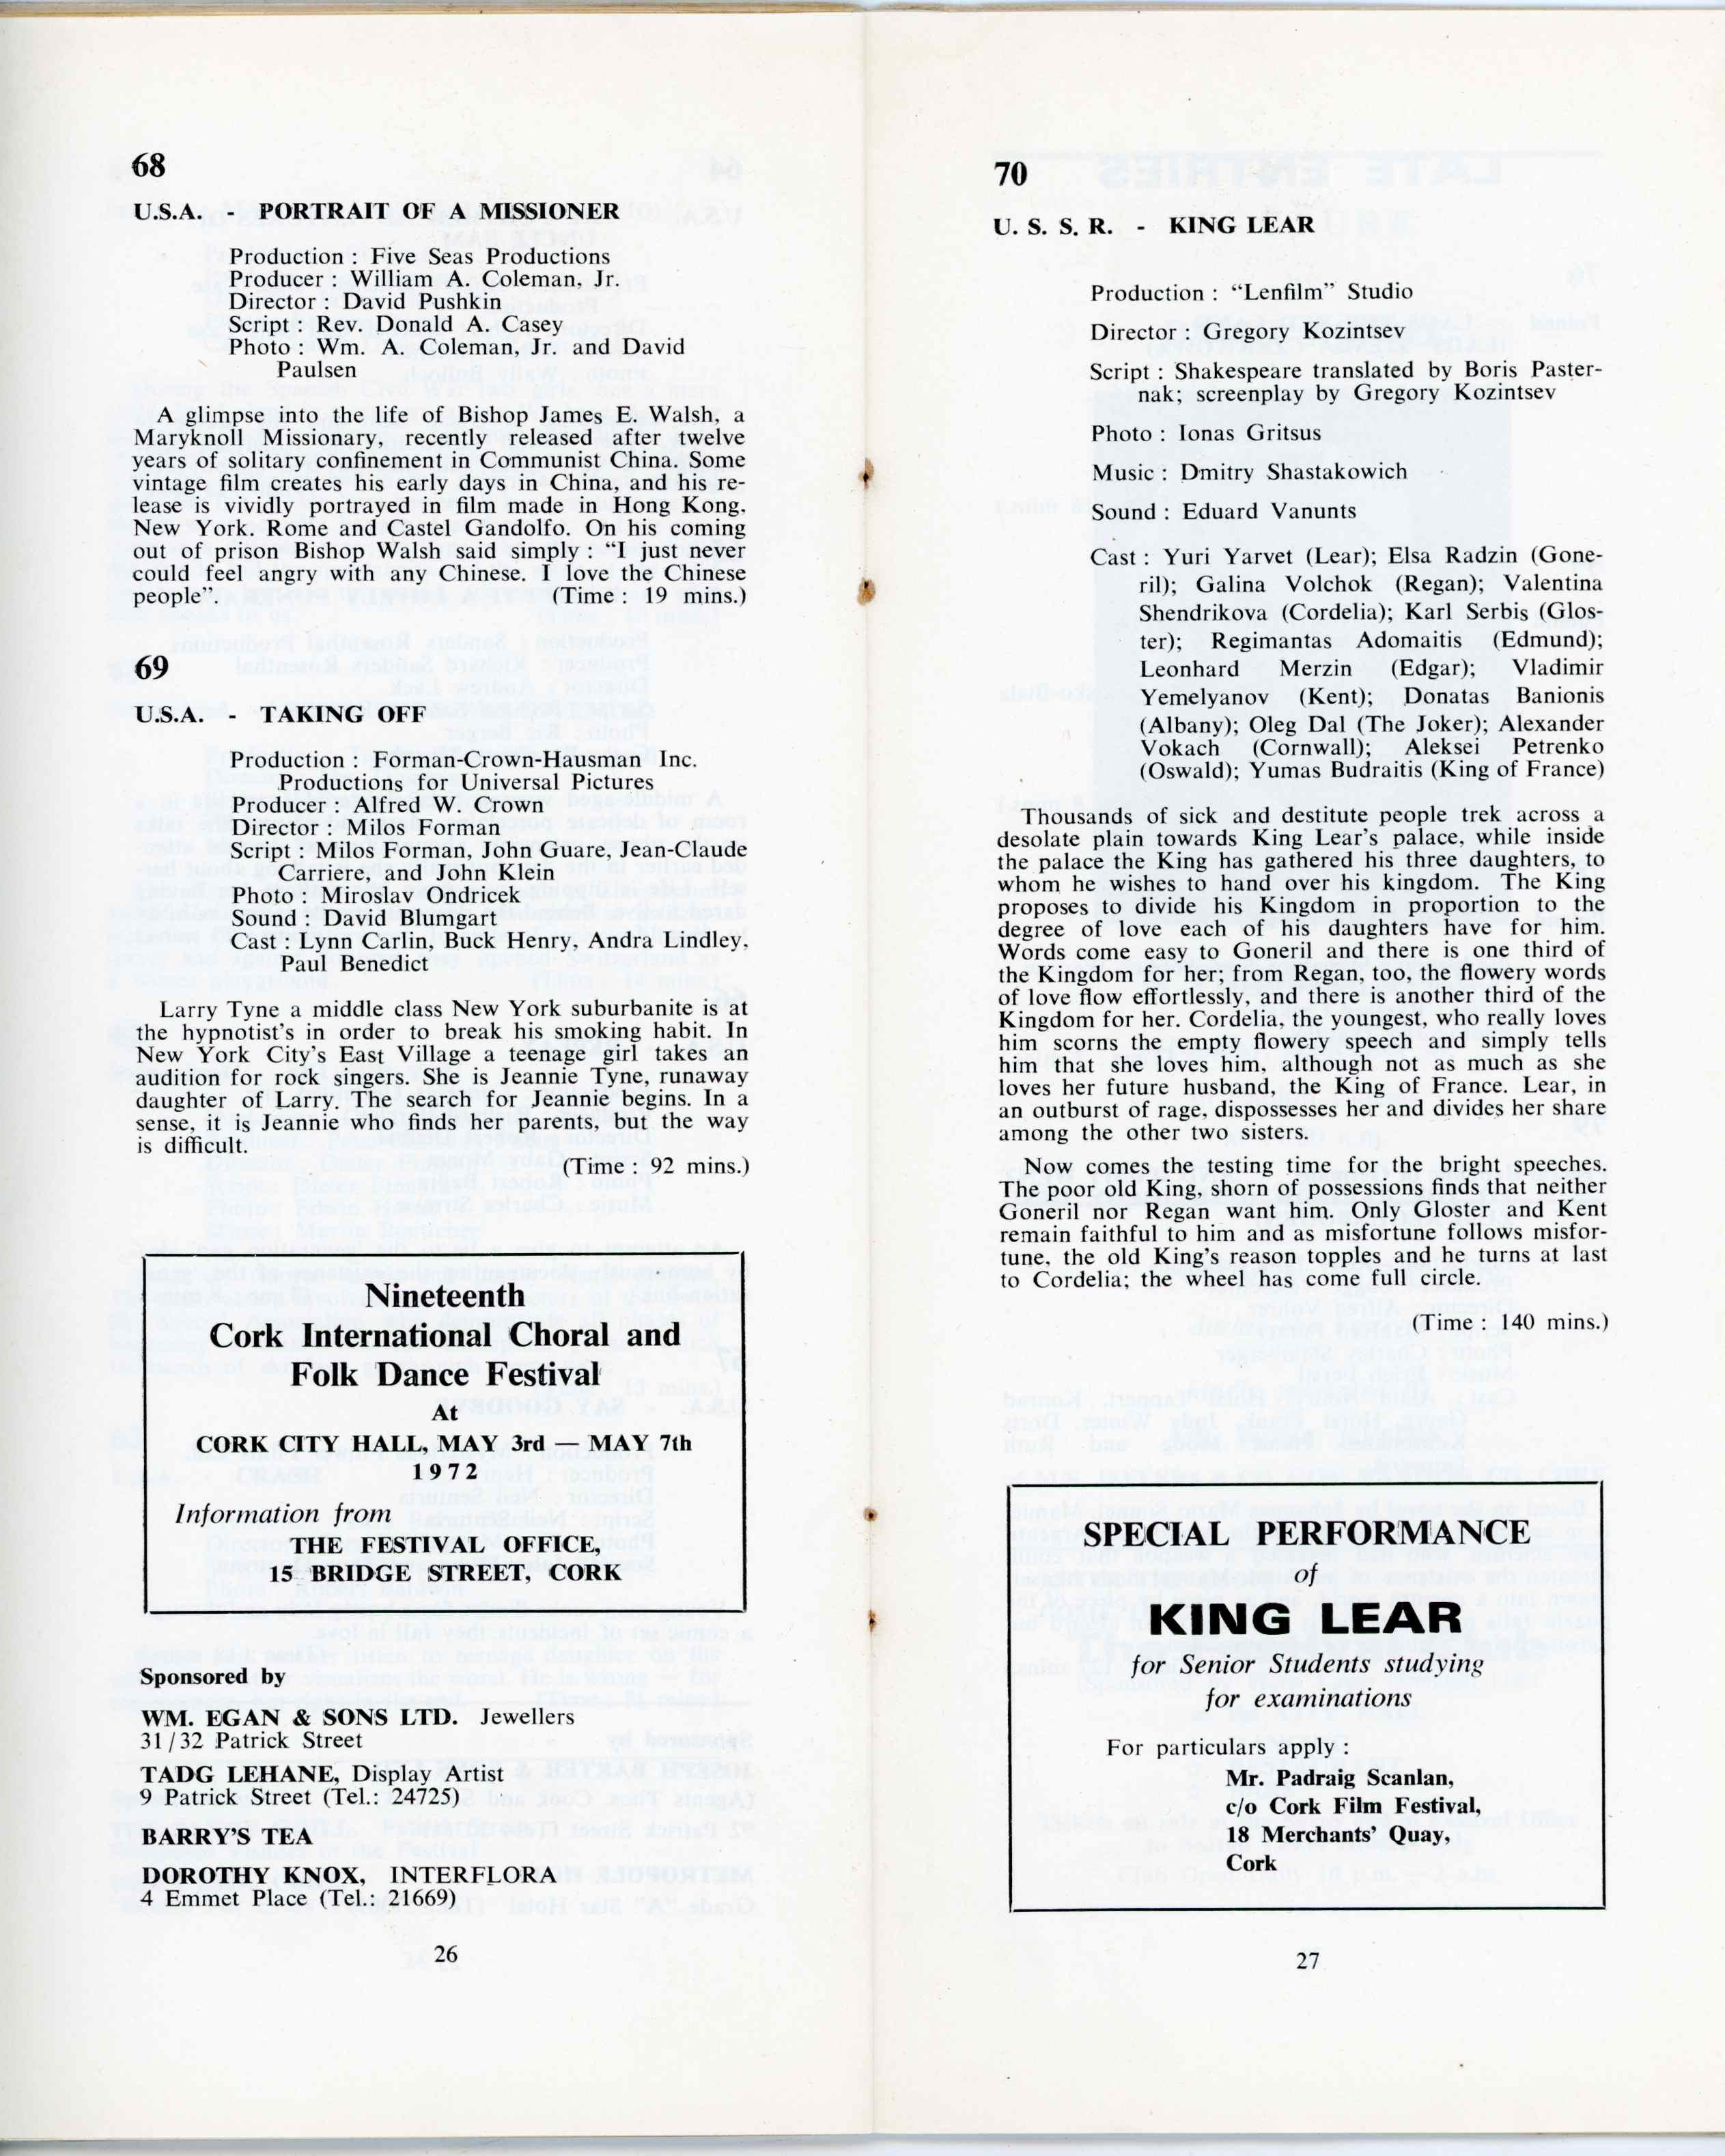 68
U.S.A. - PORTRAIT OF A MISSIONER
Production : Five Seas Productions
Producer : William A. Coleman, Jr.
Director : David Pushkin
Script : Rev. Donald A. Casey
Photo : Wm. A. Coleman, Jr. and David
Paulsen
A glimpse into the life of Bishop James E. Walsh, a
Maryknoll Missionary, recently released after twelve
years of solitary confinement in Communist China. Some
vintage film creates his early days in China, and his re-
lease is vividly portrayed in film made in Hong Kong,
New York. Rome and Castel Gandolfo. On his coming
out of prison Bishop Walsh said simply : “I just never
could feel angry with any Chinese. I love the Chinese
people”. (Time : 19 mins.)
69
U.S.A. - TAKING OFF
Production : Forman-Crown-Hausman Inc.
Productions for Universal Pictures
Producer : Alfred W. Crown
Director : Milos Forman
Script : Milos Forman, John Guare, Jean-Claude
Carriere, and John Klein
Photo : Miroslav Ondricek
Sound : David Blumgart
Cast : Lynn Carlin, Buck Henry, Andra Lindley,
Paul Benedict
Larry Tyne a middle class New York suburbanite is at
the hypnotist’s in order to break his smoking habit. In
New York City’s East Village a teenage girl takes an
audition for rock singers. She is Jeannie Tyne, runaway
daughter of Larry. The search for Jeannie begins. In a
sense, it is Jeannie who finds her parents, but the way
is difficult.
(Time : 92 mins.)
Nineteenth
Cork International Choral and
Folk Dance Festival
At
CORK CITY HALL, MAY 3rd — MAY 7th
1972
Information from
THE FESTIVAL OFFICE,
15 BRIDGE STREET, CORK
Sponsored by
WM. EGAN & SONS LTD. Jewellers
31/32 Patrick Street
TADG LEHANE, Display Artist
9 Patrick Street (Tel.: 24725)
BARRY’S TEA
DOROTHY KNOX, INTERFLORA
4 Emmet Place (Tel.: 21669)
26
70
U. S. S. R. - KING LEAR
Production : “Lenfilm” Studio
Director : Gregory Kozintsev
Script : Shakespeare translated by Boris Paster-
nak; screenplay by Gregory Kozintsev
Photo : Ionas Gritsus
Music : Dmitry Shastakowich
Sound : Eduard Vanunts
Cast : Yuri Yarvet (Lear); Elsa Radzin (Gone-
ril); Galina Volchok (Regan); Valentina
Shendrikova (Cordelia); Karl Serbis (Glos-
ter); Regimantas Adomaitis (Edmund);
Leonhard Merzin (Edgar); Vladimir
Yemelyanov (Kent); Donatas Banionis
(Albany); Oleg Dal (The Joker); Alexander
Vokach (Cornwall); Aleksei Petrenko
(Oswald); Yumas Budraitis (King of France)
Thousands of sick and destitute people trek across a
desolate plain towards King Lear’s palace, while inside
the palace the King has gathered his three daughters, to
whom he wishes to hand over his kingdom. The King
proposes to divide his Kingdom in proportion to the
degree of love each of his daughters have for him.
Words come easy to Goneril and there is one third of
the Kingdom for her; from Regan, too, the flowery words
of love flow effortlessly, and there is another third of the
Kingdom for her. Cordelia, the youngest, who really loves
him scorns the empty flowery speech and simply tells
him that she loves him, although not as much as she
loves her future husband, the King of France. Lear, in
an outburst of rage, dispossesses her and divides her share
among the other two sisters.
Now comes the testing time for the bright speeches.
The poor old King, shorn of possessions finds that neither
Goneril nor Regan want him. Only Gloster and Kent
remain faithful to him and as misfortune follows misfor-
tune, the old King’s reason topples and he turns at last
to Cordelia; the wheel has come full circle.
(Time : 140 mins.)
SPECIAL PERFORMANCE
of
KING LEAR
for Senior Students studying
for examinations
For particulars apply :
Mr. Padraig Scanlan,
c/o Cork Film Festival,
18 Merchants’ Quay,
Cork
27